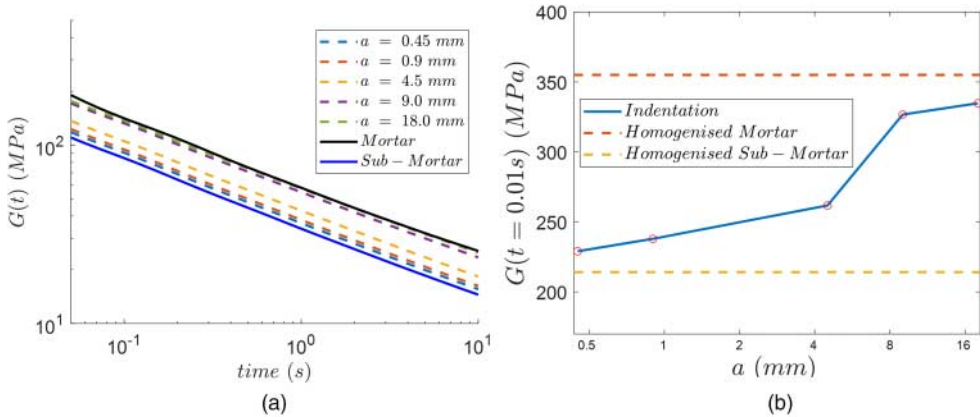 G(t) (MPa)
10^2
10^1
10^-1
10^0
10^1
time (s)
a = 0.45 mm
a = 0.9 mm
a = 4.5 mm
a = 9.0 mm
a = 18.0 mm
Mortar
Sub - Mortar
(a)
G(t = 0.01s) (MPa)
400
350
300
250
200
0.5 1 2 4 8 16
a (mm)
Indentation
Homogenised Mortar
Homogenised Sub - Mortar
(b)